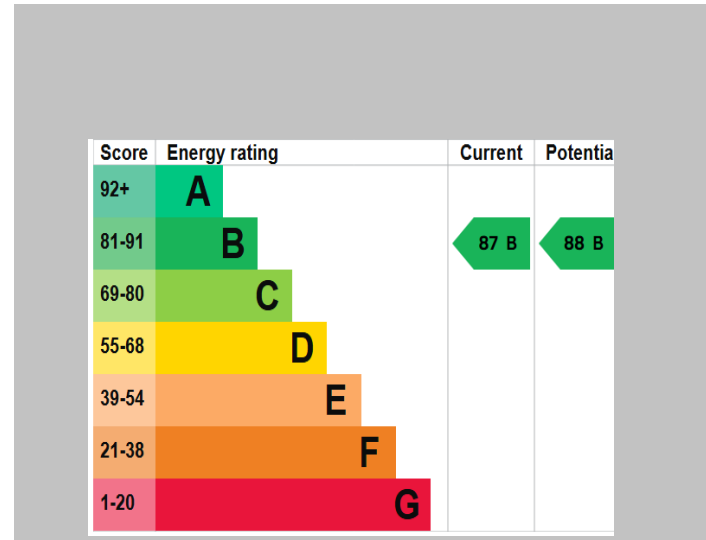 Score Energy rating Current Potentia
92+ A
81-91 B 87 B 88 B
69-80 C
55-68 D
39-54 E
21-38 F
1-20 G